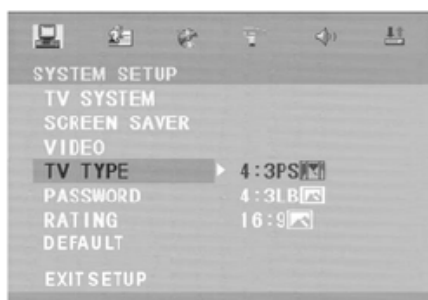 SYSTEM SETUP
TV SYSTEM
SCREEN SAVER
VIDEO
TV TYPE 4:3PS
PASSWORD 4:3LB
RATING 16:9
DEFAULT
EXIT SETUP